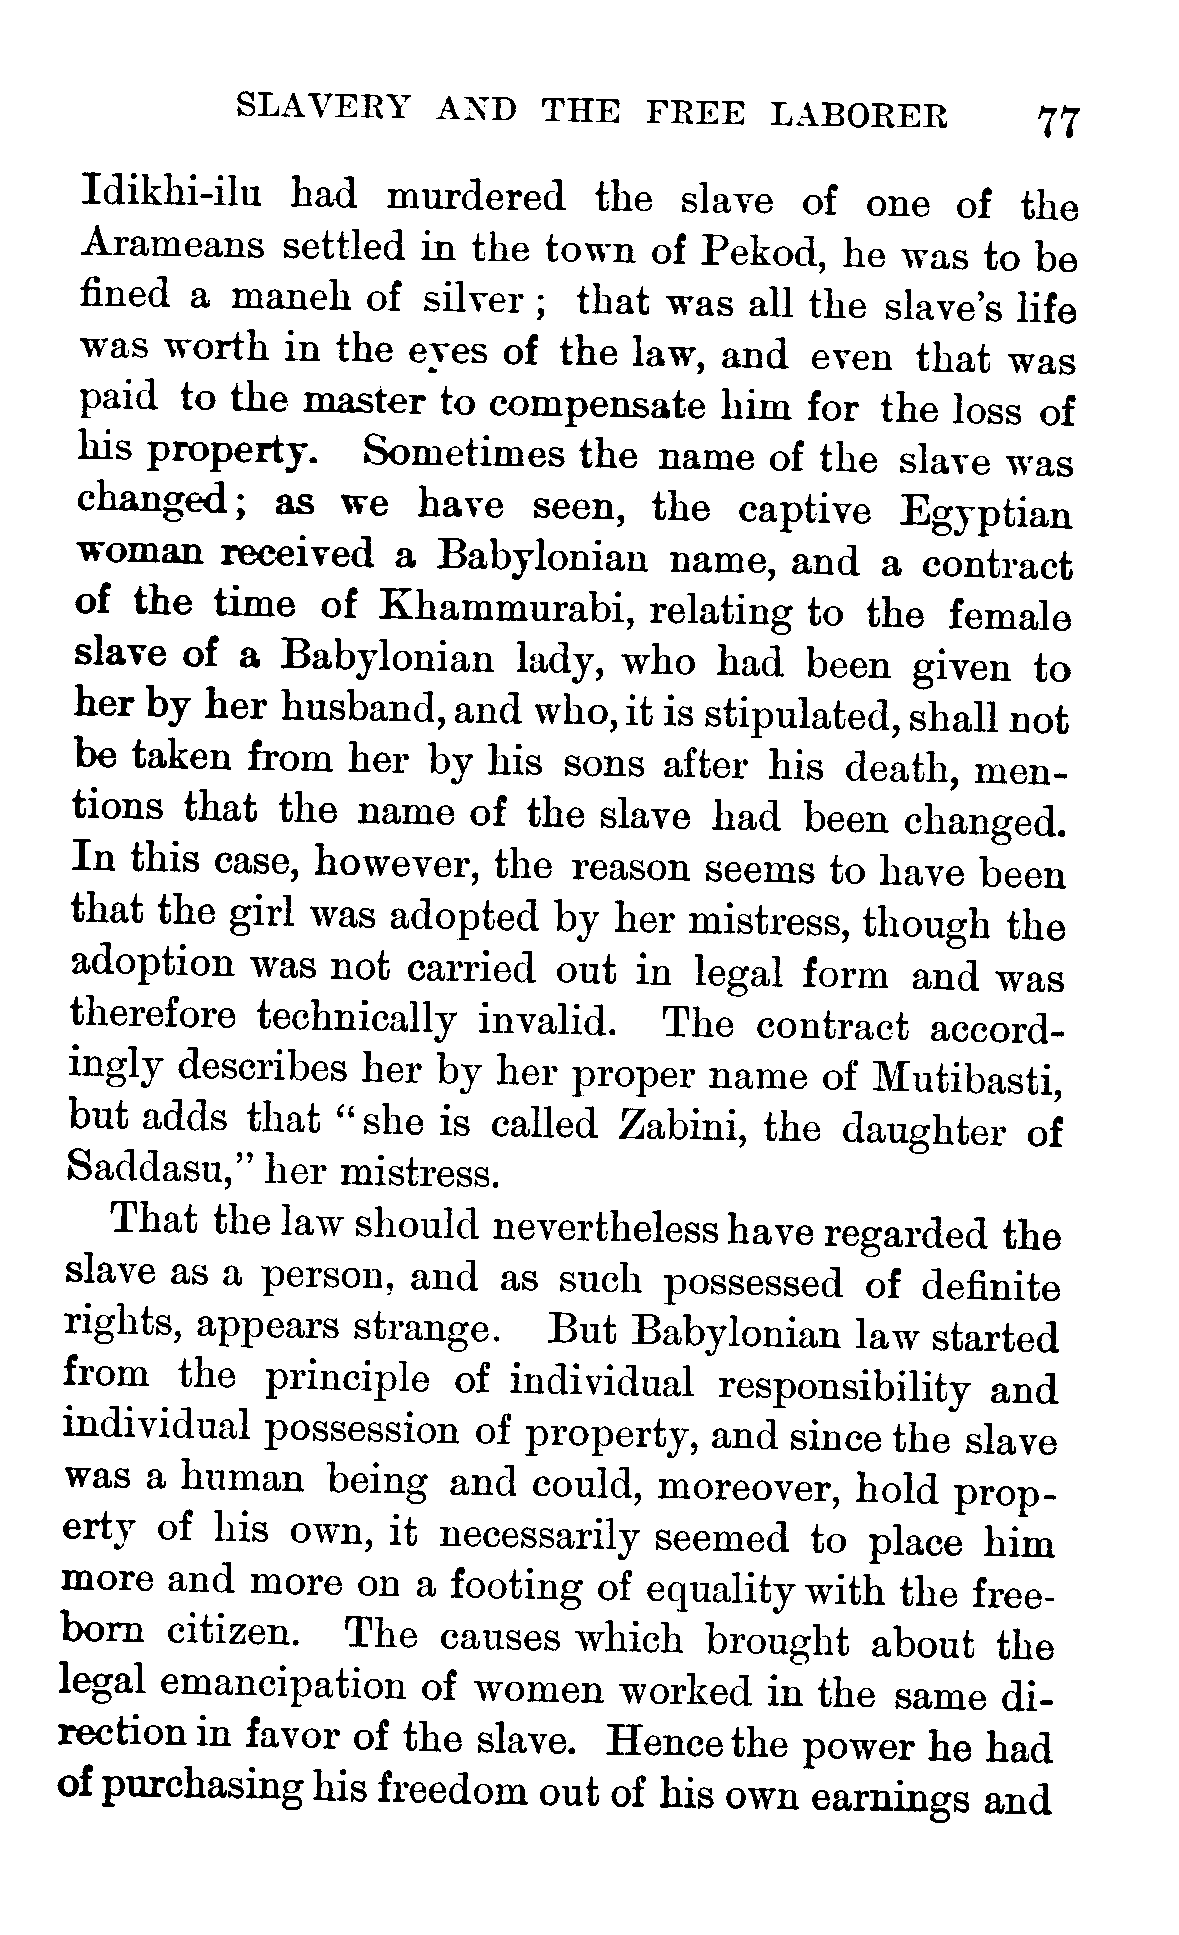 SLAVERY AND THE FREE LABORER 77
Idikhi-ilu had murdered the slave of one of the
Arameans settled in the town of Pekod, he was to be
fined a maneh of silver ; that was all the slave's life
was worth in the eyes of the law, and even that was
paid to the master to compensate him for the loss of
his property. Sometimes the name of the slave was
changed; as we have seen, the captive Egyptian
woman received a Babylonian name, and a contract
of the time of Khammurabi, relating to the female
slave of a Babylonian lady, who had been given to
her by her husband, and who, it is stipulated, shall not
be taken from her by his sons after his death, men-
tions that the name of the slave had been changed.
In this case, however, the reason seems to have been
that the girl was adopted by her mistress, though the
adoption was not carried out in legal form and was
therefore technically invalid. The contract accord-
ingly describes her by her proper name of Mutibasti,
but adds that “she is called Zabini, the daughter of
Saddasu,” her mistress.
That the law should nevertheless have regarded the
slave as a person, and as such possessed of definite
rights, appears strange. But Babylonian law started
from the principle of individual responsibility and
individual possession of property, and since the slave
was a human being and could, moreover, hold prop-
erty of his own, it necessarily seemed to place him
more and more on a footing of equality with the free-
born citizen. The causes which brought about the
legal emancipation of women worked in the same di-
rection in favor of the slave. Hence the power he had
of purchasing his freedom out of his own earnings and